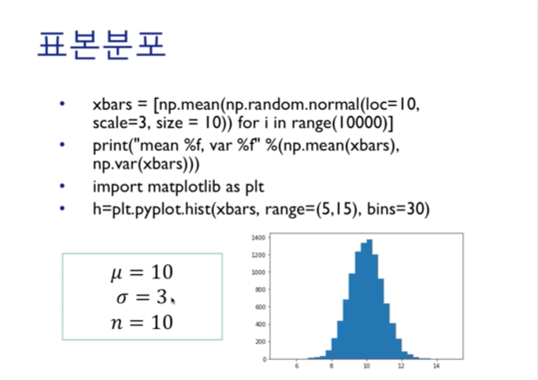 표본분포
• xbars = [np.mean(np.random.normal(loc=10,
scale=3, size = 10)) for i in range(10000)]
• print("mean %f, var %f" %(np.mean(xbars),
np.var(xbars)))
• import matplotlib as plt
• h=plt.pyplot.hist(xbars, range=(5,15), bins=30)
μ = 10
σ = 3
n = 10
1400
1200
1000
800
600
400
200
0
6 8 10 12 14